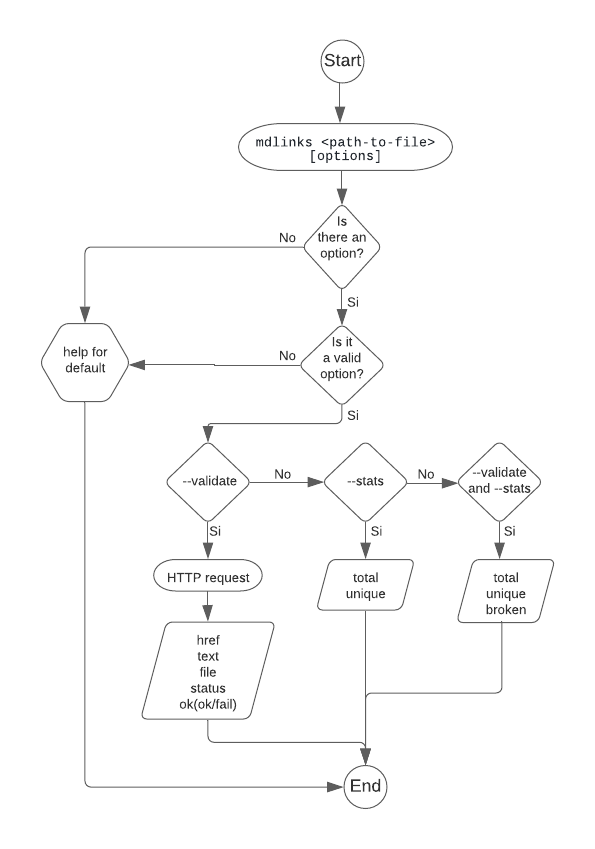 Start
mdlinks <path-to-file>
[options]
Is
there an
option?
No
Si
Is it
a valid
option?
No
help for
default
Si
--validate
No
--stats
No
--validate
and --stats
Si
Si
Si
HTTP request
total
unique
total
unique
broken
href
text
file
status
ok(ok/fail)
End